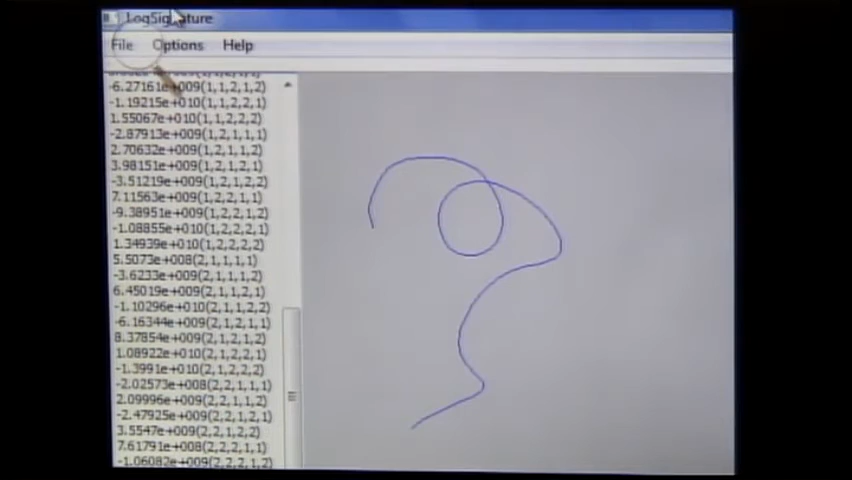 LogSignature
File Options Help
-6.27161e+009(1,1,2,1,2)
-1.19215e+010(1,1,2,2,1)
1.55067e+010(1,1,2,2,2)
-2.87913e+009(1,2,1,1,1)
2.70632e+009(1,2,1,1,2)
3.98151e+009(1,2,1,2,1)
-3.51219e+009(1,2,1,2,2)
7.11563e+009(1,2,2,1,1)
-9.38951e+009(1,2,2,1,2)
-1.08855e+010(1,2,2,2,1)
1.34939e+010(1,2,2,2,2)
5.5073e+008(2,1,1,1,1)
-3.6233e+009(2,1,1,1,2)
6.45019e+009(2,1,1,2,1)
-1.10296e+010(2,1,1,2,2)
-6.16344e+009(2,1,2,1,1)
8.37854e+009(2,1,2,1,2)
1.08922e+010(2,1,2,2,1)
-1.3991e+010(2,1,2,2,2)
-2.02573e+008(2,2,1,1,1)
2.09996e+009(2,2,1,1,2)
-2.47925e+009(2,2,1,2,1)
3.5547e+009(2,2,1,2,2)
7.61791e+008(2,2,2,1,1)
-1.06082e+009(2,2,2,1,2)